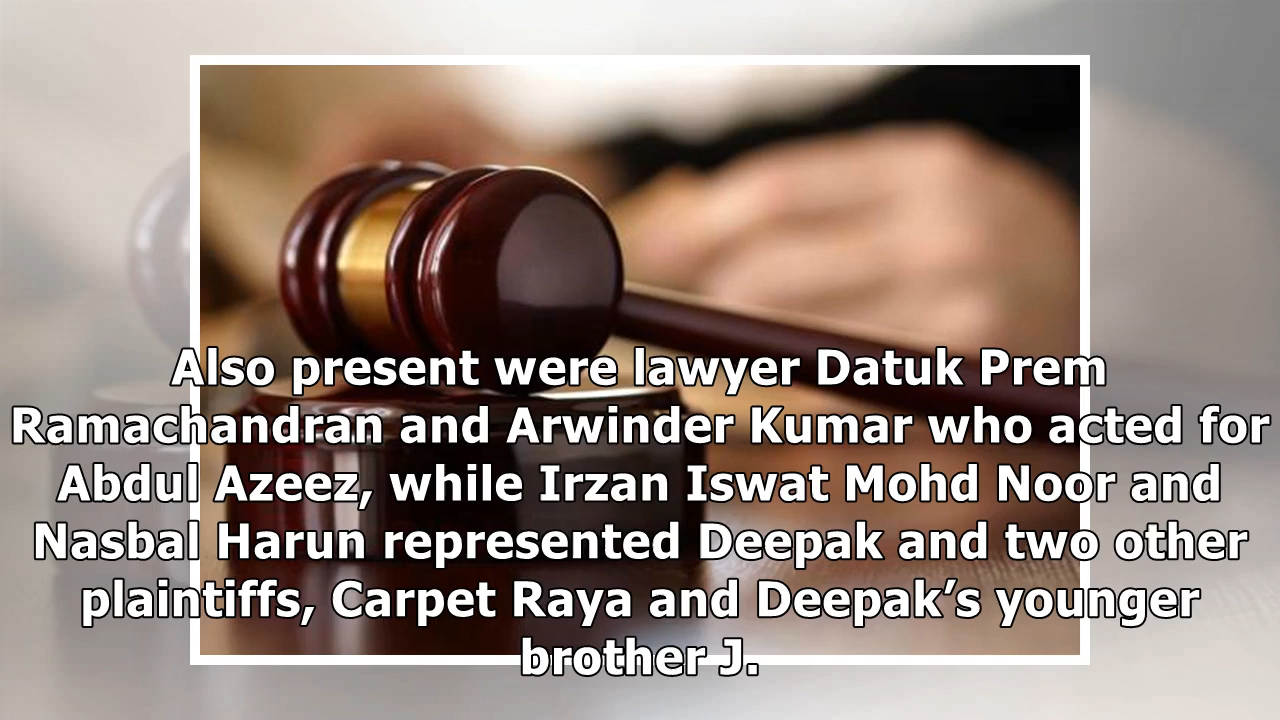 Also present were lawyer Datuk Prem
Ramachandran and Arwinder Kumar who acted for
Abdul Azeez, while Irzan Iswat Mohd Noor and
Nasbal Harun represented Deepak and two other
plaintiffs, Carpet Raya and Deepak’s younger
brother J.